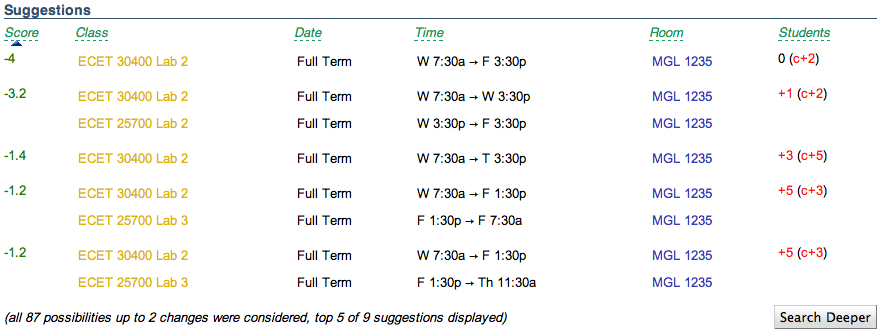 Suggestions
Score Class Date Time Room Students
-4 ECET 30400 Lab 2 Full Term W 7:30a → F 3:30p MGL 1235 0 (c+2)
-3.2 ECET 30400 Lab 2 Full Term W 7:30a → W 3:30p MGL 1235 +1 (c+2)
ECET 25700 Lab 2 Full Term W 3:30p → F 3:30p MGL 1235
-1.4 ECET 30400 Lab 2 Full Term W 7:30a → T 3:30p MGL 1235 +3 (c+5)
-1.2 ECET 30400 Lab 2 Full Term W 7:30a → F 1:30p MGL 1235 +5 (c+3)
ECET 25700 Lab 3 Full Term F 1:30p → F 7:30a MGL 1235
-1.2 ECET 30400 Lab 2 Full Term W 7:30a → F 1:30p MGL 1235 +5 (c+3)
ECET 25700 Lab 3 Full Term F 1:30p → Th 11:30a MGL 1235
(all 87 possibilities up to 2 changes were considered, top 5 of 9 suggestions displayed) Search Deeper